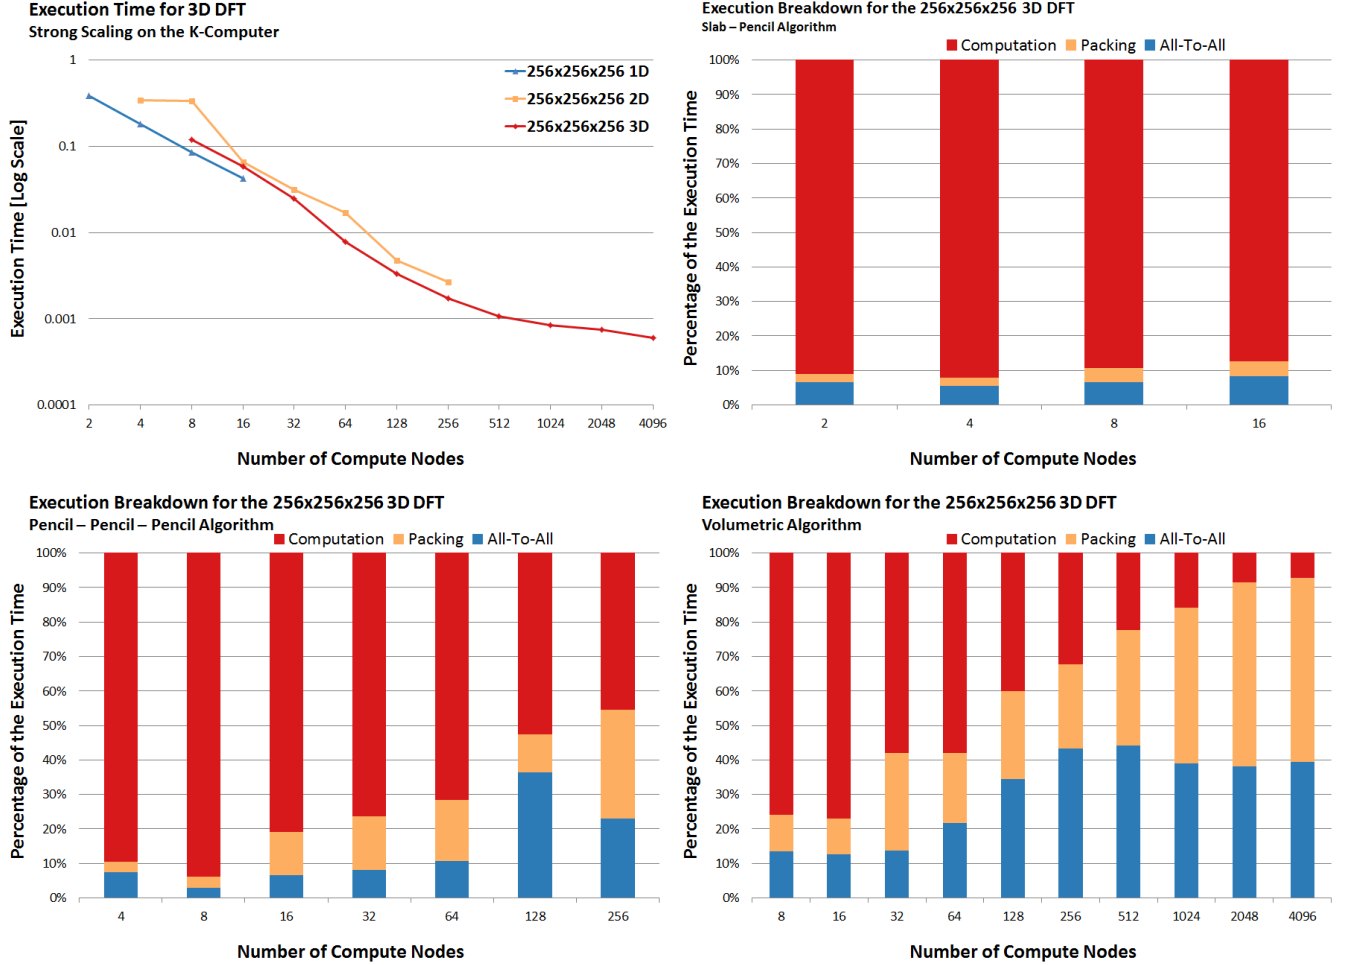 Execution Time for 3D DFT
Strong Scaling on the K-Computer
256x256x256 1D
256x256x256 2D
256x256x256 3D
Execution Time [Log Scale]
1
0.1
0.01
0.001
0.0001
2 4 8 16 32 64 128 256 512 1024 2048 4096
Number of Compute Nodes
Execution Breakdown for the 256x256x256 3D DFT
Slab – Pencil Algorithm
Computation Packing All-To-All
Percentage of the Execution Time
100%
90%
80%
70%
60%
50%
40%
30%
20%
10%
0%
2 4 8 16
Number of Compute Nodes
Execution Breakdown for the 256x256x256 3D DFT
Pencil – Pencil – Pencil Algorithm
Computation Packing All-To-All
Percentage of the Execution Time
100%
90%
80%
70%
60%
50%
40%
30%
20%
10%
0%
4 8 16 32 64 128 256
Number of Compute Nodes
Execution Breakdown for the 256x256x256 3D DFT
Volumetric Algorithm
Computation Packing All-To-All
Percentage of the Execution Time
100%
90%
80%
70%
60%
50%
40%
30%
20%
10%
0%
8 16 32 64 128 256 512 1024 2048 4096
Number of Compute Nodes